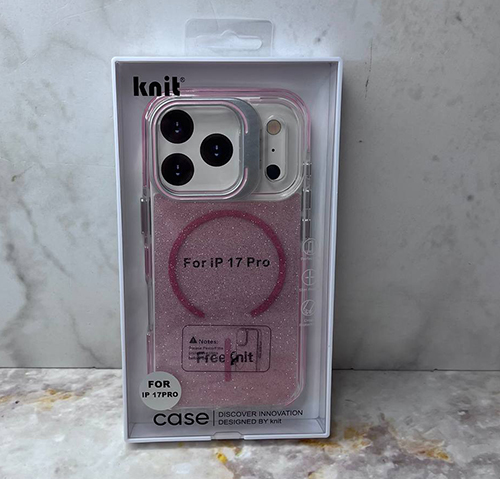 knit®
For iP 17 Pro
Notes:
Free knit
FOR
IP 17PRO
case
DISCOVER INNOVATION
DESIGNED BY knit